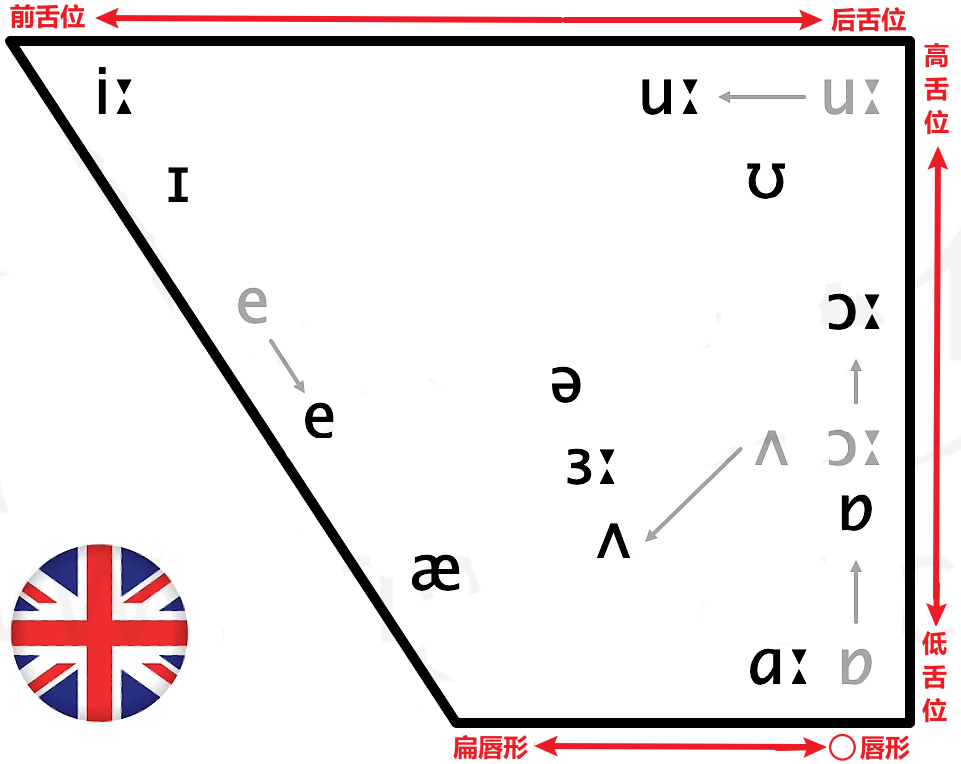 前舌位 后舌位
高舌位
iː uː uː
ɪ ʊ
e ɔː
ə
e
ʌ ɔː
ɜː
ɒ
ʌ
æ
ɑː ɒ
低舌位
扁唇形 〇唇形